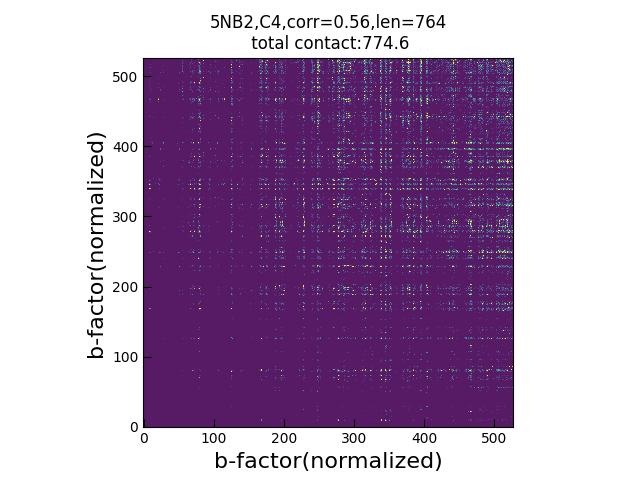 5NB2,C4,corr=0.56,len=764
total contact:774.6
500
400
300
200
100
0
b-factor(normalized)
0 100 200 300 400 500
b-factor(normalized)